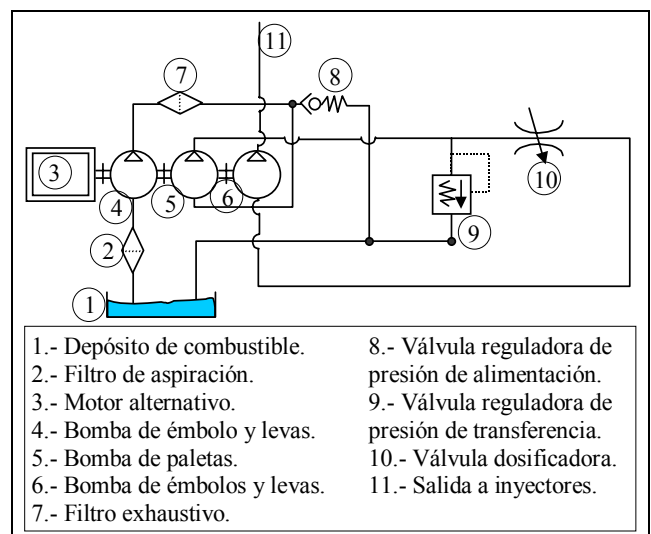 11
7
8
3
4
5
6
10
9
2
1
1.- Depósito de combustible.
2.- Filtro de aspiración.
3.- Motor alternativo.
4.- Bomba de émbolo y levas.
5.- Bomba de paletas.
6.- Bomba de émbolos y levas.
7.- Filtro exhaustivo.
8.- Válvula reguladora de
presión de alimentación.
9.- Válvula reguladora de
presión de transferencia.
10.- Válvula dosificadora.
11.- Salida a inyectores.